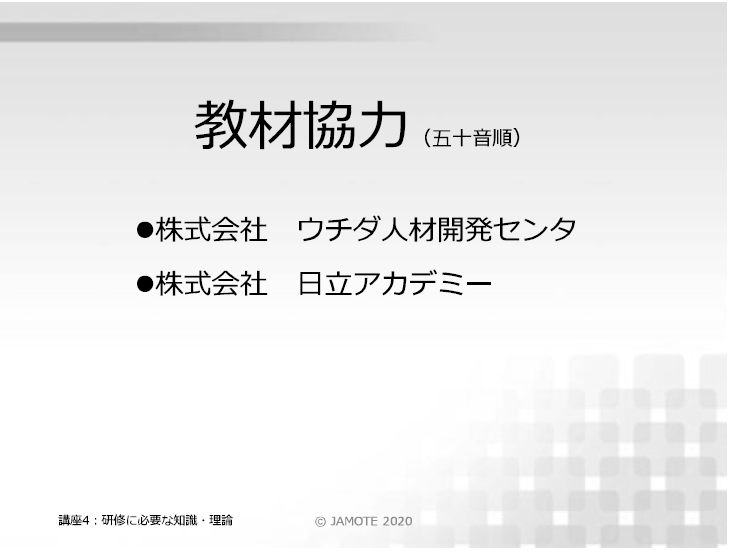 教材協力（五十音順）
●株式会社　ウチダ人材開発センタ
●株式会社　日立アカデミー
講座4：研修に必要な知識・理論
© JAMOTE 2020